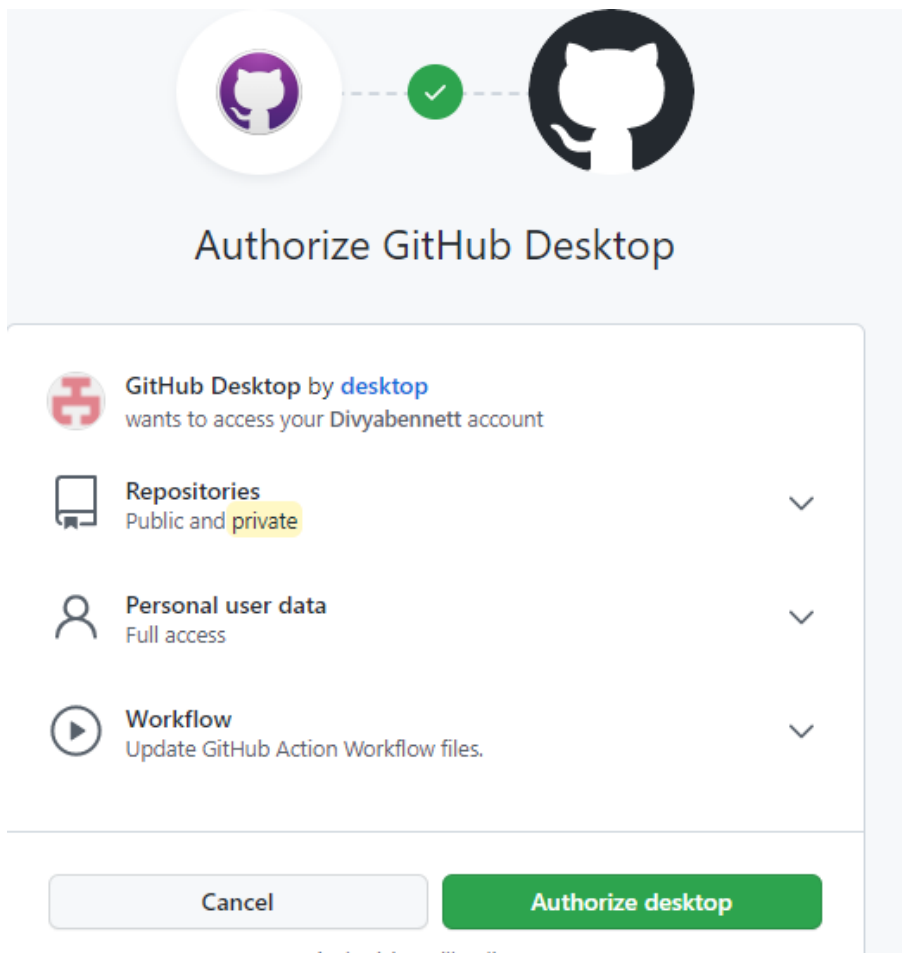 Authorize GitHub Desktop
GitHub Desktop by desktop
wants to access your Divyabennett account
Repositories
Public and private
Personal user data
Full access
Workflow
Update GitHub Action Workflow files.
Cancel
Authorize desktop